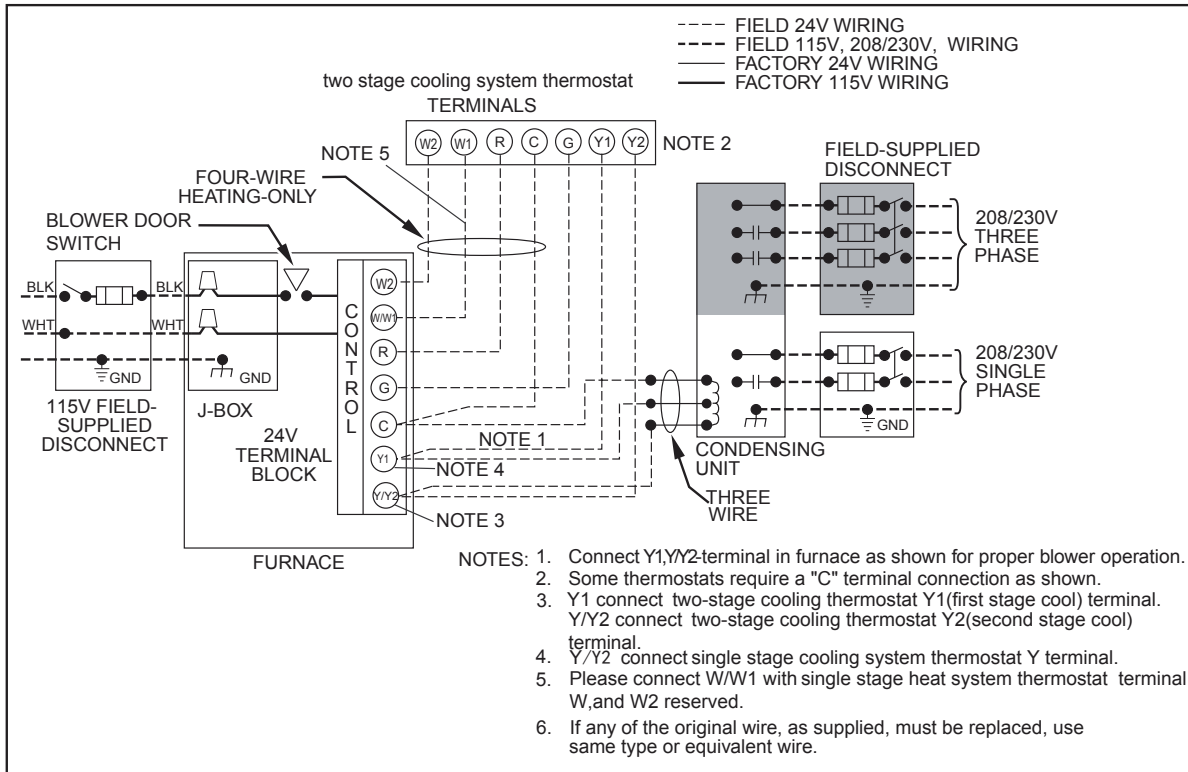 FIELD 24V WIRING
FIELD 115V, 208/230V, WIRING
FACTORY 24V WIRING
FACTORY 115V WIRING
two stage cooling system thermostat
TERMINALS
W2 W1 R C G Y1 Y2
NOTE 2
NOTE 5
FOUR-WIRE
HEATING-ONLY
BLOWER DOOR
SWITCH
FIELD-SUPPLIED
DISCONNECT
208/230V
THREE
PHASE
BLK
BLK
WHT
WHT
GND
GND
115V FIELD-
SUPPLIED
DISCONNECT
J-BOX
24V
TERMINAL
BLOCK
CONTROL
W2
W/W1
R
G
C
Y1
Y/Y2
NOTE 1
NOTE 4
NOTE 3
FURNACE
208/230V
SINGLE
PHASE
GND
CONDENSING
UNIT
THREE
WIRE
NOTES: 1. Connect Y1,Y/Y2-terminal in furnace as shown for proper blower operation.
2. Some thermostats require a "C" terminal connection as shown.
3. Y1 connect two-stage cooling thermostat Y1(first stage cool) terminal.
Y/Y2 connect two-stage cooling thermostat Y2(second stage cool)
terminal.
4. Y/Y2 connect single stage cooling system thermostat Y terminal.
5. Please connect W/W1 with single stage heat system thermostat terminal
W,and W2 reserved.
6. If any of the original wire, as supplied, must be replaced, use
same type or equivalent wire.